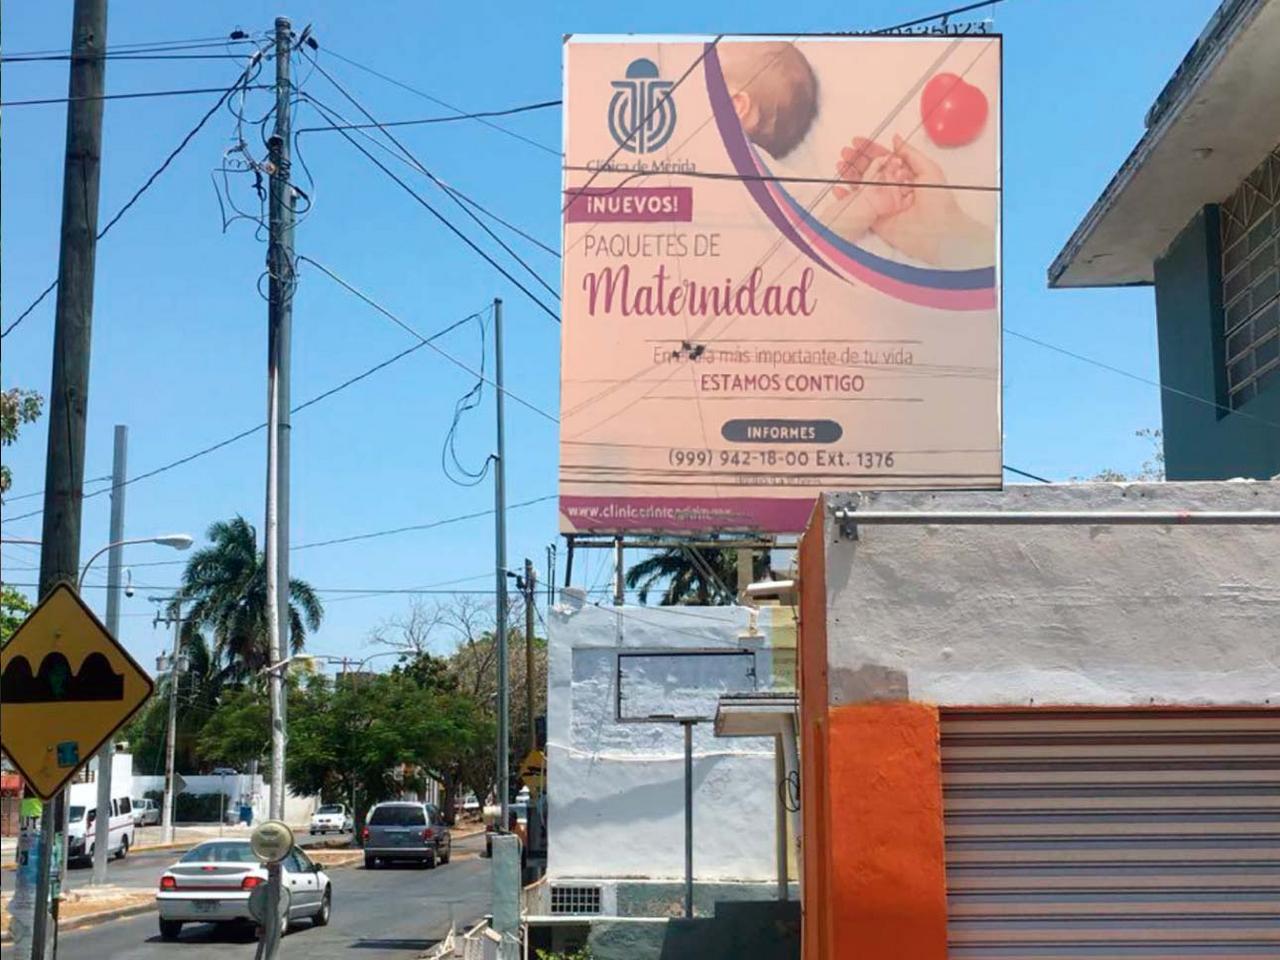 Clínica de Mérida
¡NUEVOS!
PAQUETES DE
Maternidad
más importante de tu vida
ESTAMOS CONTIGO
INFORMES
(999) 942-18-00 Ext. 1376